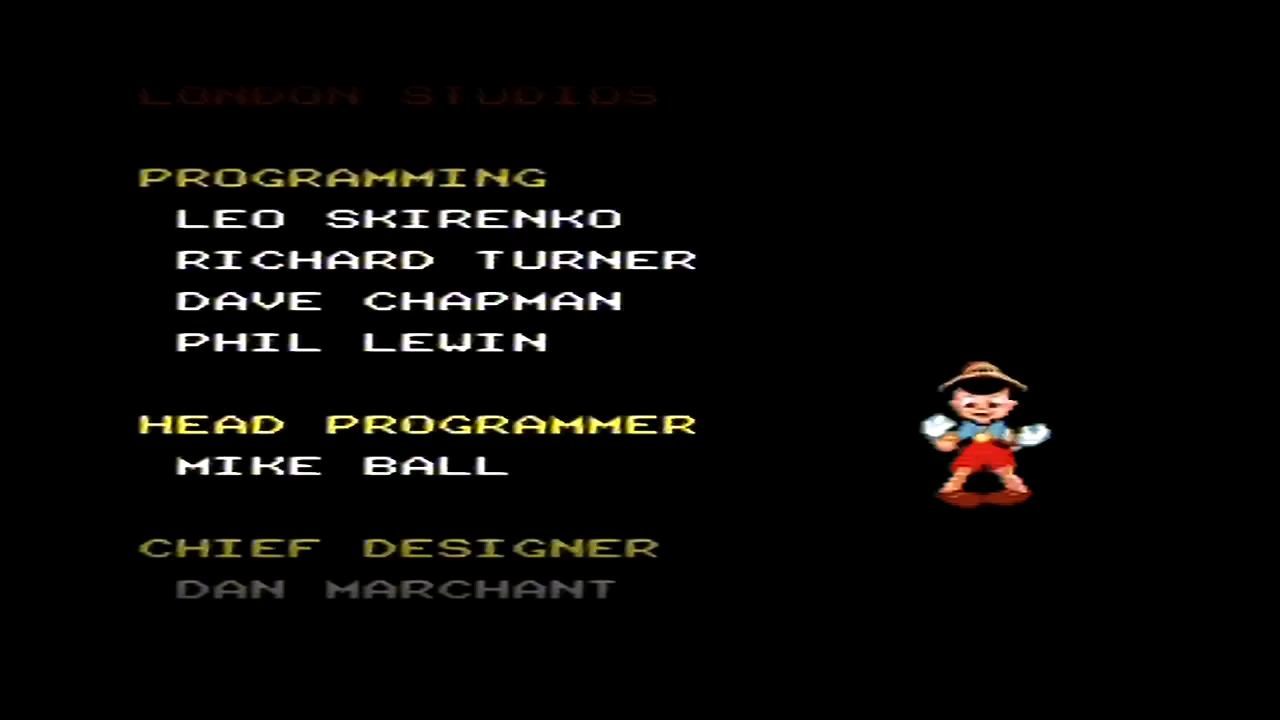 LONDON STUDIOS
PROGRAMMING
LEO SKIRENKO
RICHARD TURNER
DAVE CHAPMAN
PHIL LEWIN
HEAD PROGRAMMER
MIKE BALL
CHIEF DESIGNER
DAN MARCHANT